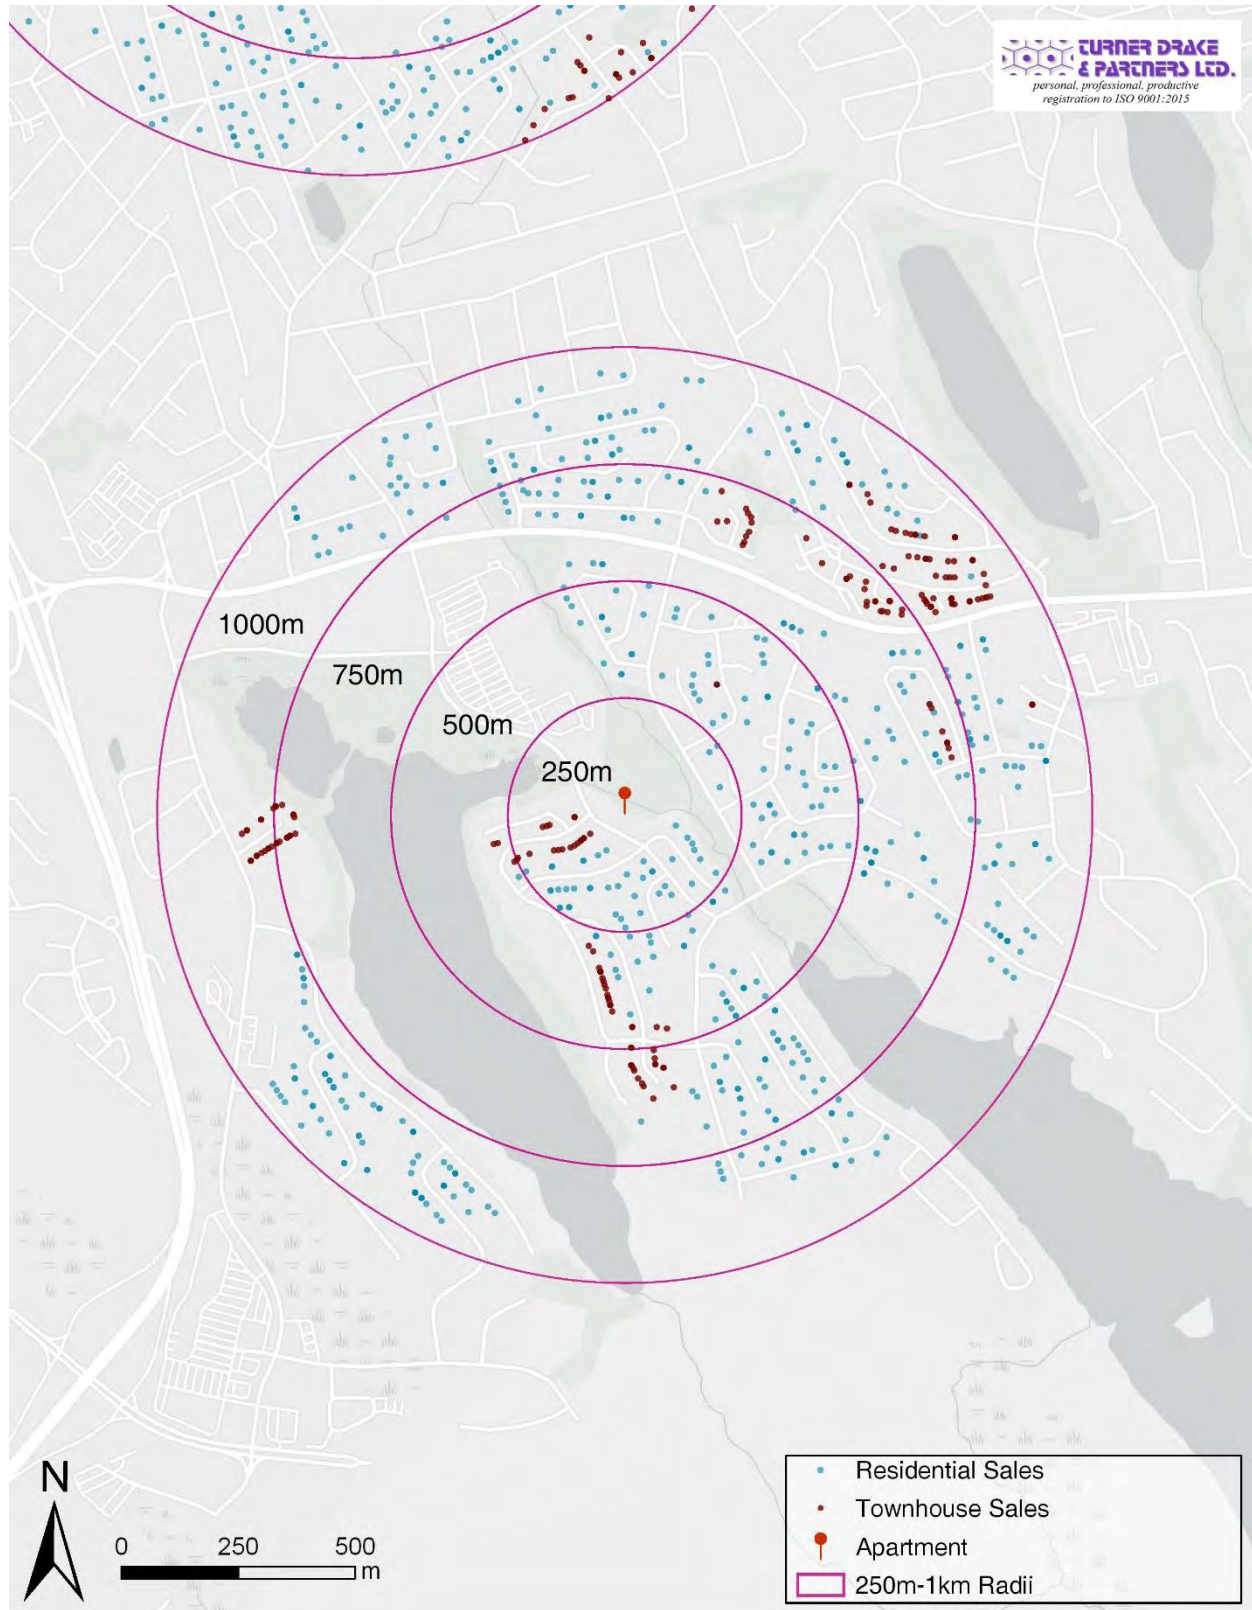 TURNER DRAKE
& PARTNERS LTD.
personal, professional, productive
registration to ISO 9001:2015
1000m
750m
500m
250m
N
0 250 500
m
Residential Sales
Townhouse Sales
Apartment
250m-1km Radii